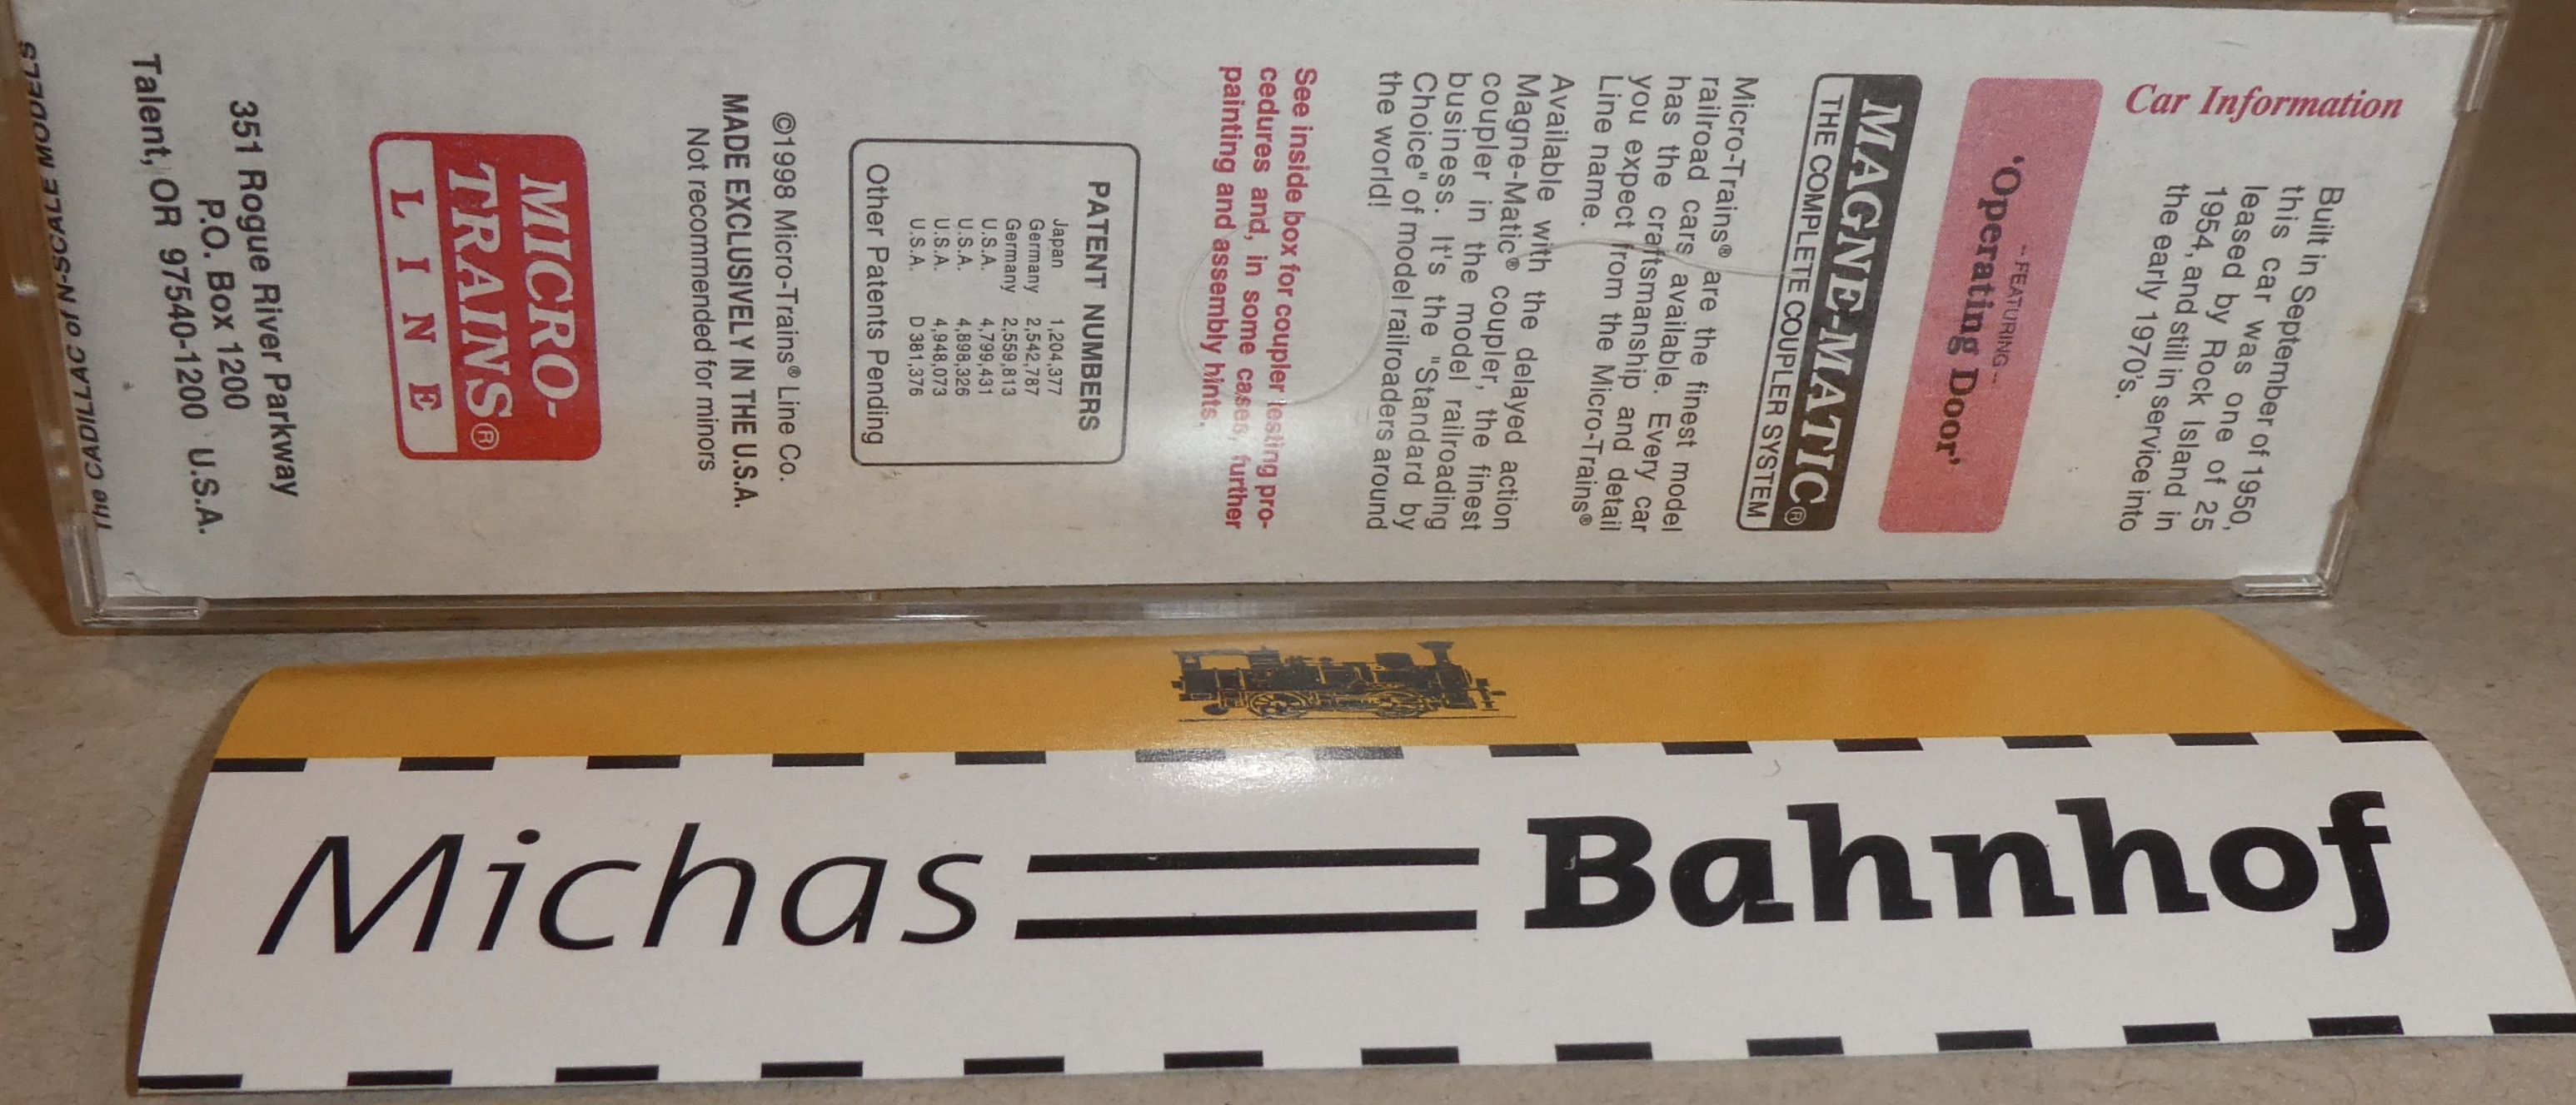 Car Information
Built in September of 1950,
this car was one of 25
leased by Rock Island in
1954, and still in service into
the early 1970's.
-- FEATURING --
'Operating Door'
MAGNE-MATIC®
THE COMPLETE COUPLER SYSTEM
Micro-Trains® are the finest model
railroad cars available. Every car
has the craftsmanship and detail
you expect from the Micro-Trains®
Line name.
Available with the delayed action
Magne-Matic® coupler, the finest
coupler in the model railroading
business. It's the "Standard by
Choice" of model railroaders around
the world!
See inside box for coupler testing pro-
cedures and, in some cases, further
painting and assembly hints.
PATENT NUMBERS
Japan 1,204,377
Germany 2,542,787
Germany 2,559,813
U.S.A. 4,799,431
U.S.A. 4,898,326
U.S.A. 4,948,073
U.S.A. D 381,376
Other Patents Pending
©1998 Micro-Trains® Line Co.
MADE EXCLUSIVELY IN THE U.S.A.
Not recommended for minors
MICRO-
TRAINS®
LINE
351 Rogue River Parkway
P.O. Box 1200
Talent, OR 97540-1200 U.S.A.
The CADILLAC of N-SCALE MODELS
Michas Bahnhof